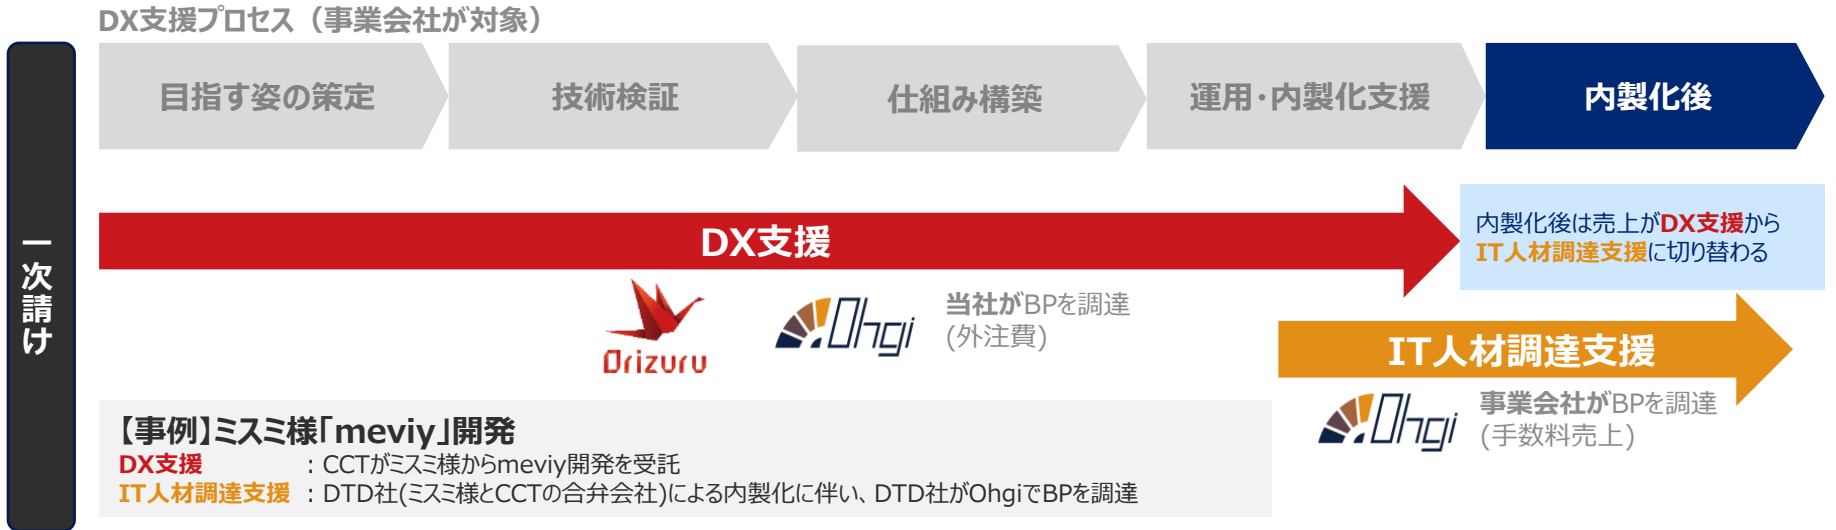 DX支援プロセス（事業会社が対象）
一次請け
目指す姿の策定
技術検証
仕組み構築
運用・内製化支援
内製化後
DX支援
内製化後は売上がDX支援から
IT人材調達支援に切り替わる
Orizuru
Ohgi
当社がBPを調達
(外注費)
IT人材調達支援
Ohgi
事業会社がBPを調達
(手数料売上)
【事例】ミスミ様「meviy」開発
DX支援 : CCTがミスミ様からmeviy開発を受託
IT人材調達支援 : DTD社(ミスミ様とCCTの合弁会社)による内製化に伴い、DTD社がOhgiでBPを調達